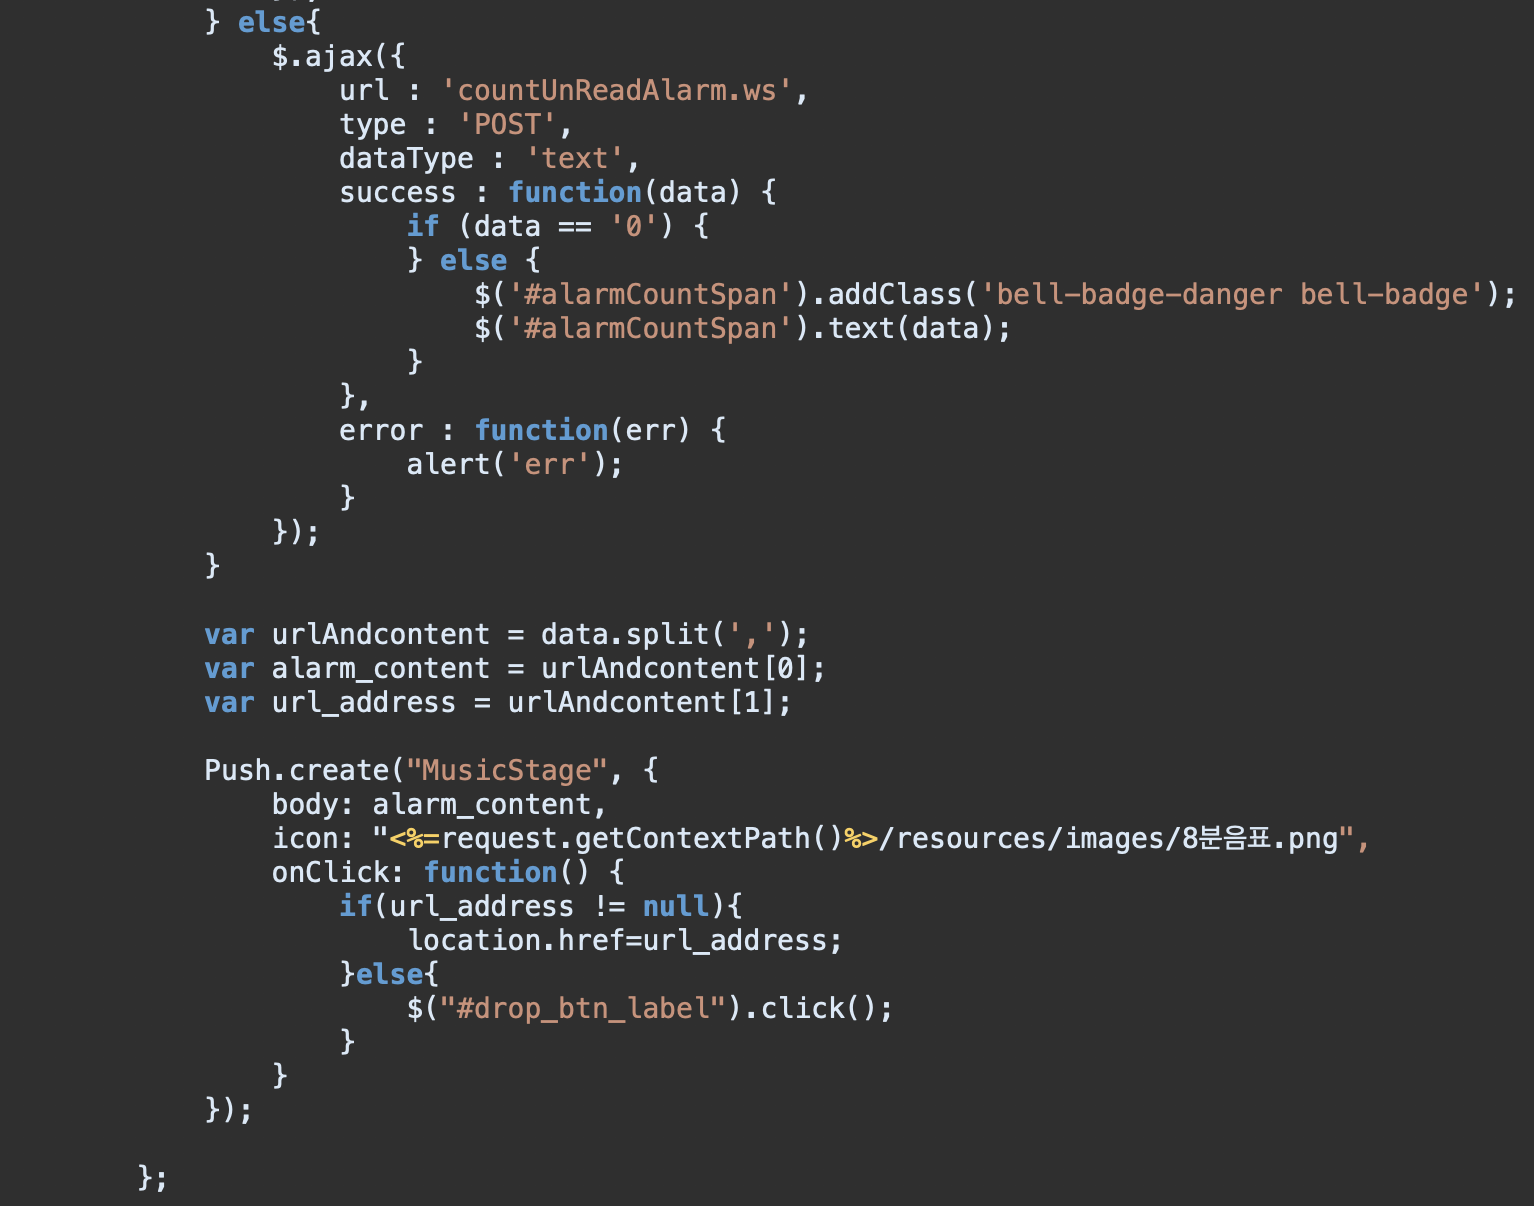 } else{
$.ajax({
url : 'countUnReadAlarm.ws',
type : 'POST',
dataType : 'text',
success : function(data) {
if (data == '0') {
} else {
$('#alarmCountSpan').addClass('bell-badge-danger bell-badge');
$('#alarmCountSpan').text(data);
}
},
error : function(err) {
alert('err');
}
});
}
var urlAndcontent = data.split(',');
var alarm_content = urlAndcontent[0];
var url_address = urlAndcontent[1];
Push.create("MusicStage", {
body: alarm_content,
icon: "<%=request.getContextPath()%>/resources/images/8분음표.png",
onClick: function() {
if(url_address != null){
location.href=url_address;
}else{
$("#drop_btn_label").click();
}
}
});
};